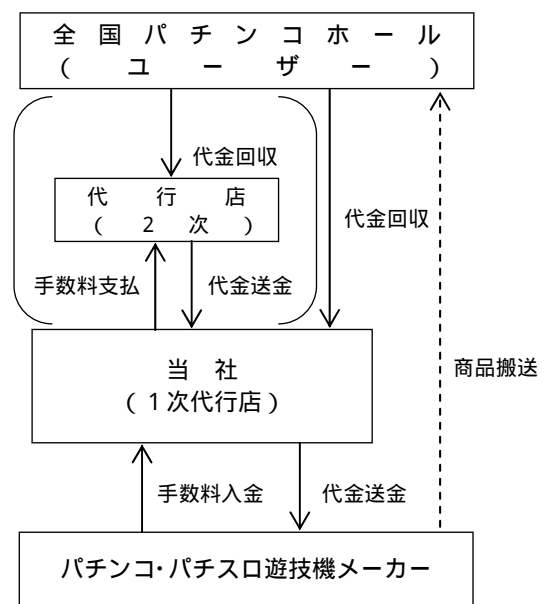 全国パチンコホール
(ユーザー)
代金回収
代行店
(2次)
代金回収
手数料支払
代金送金
当社
(1次代行店)
商品搬送
手数料入金
代金送金
パチンコ・パチスロ遊技機メーカー